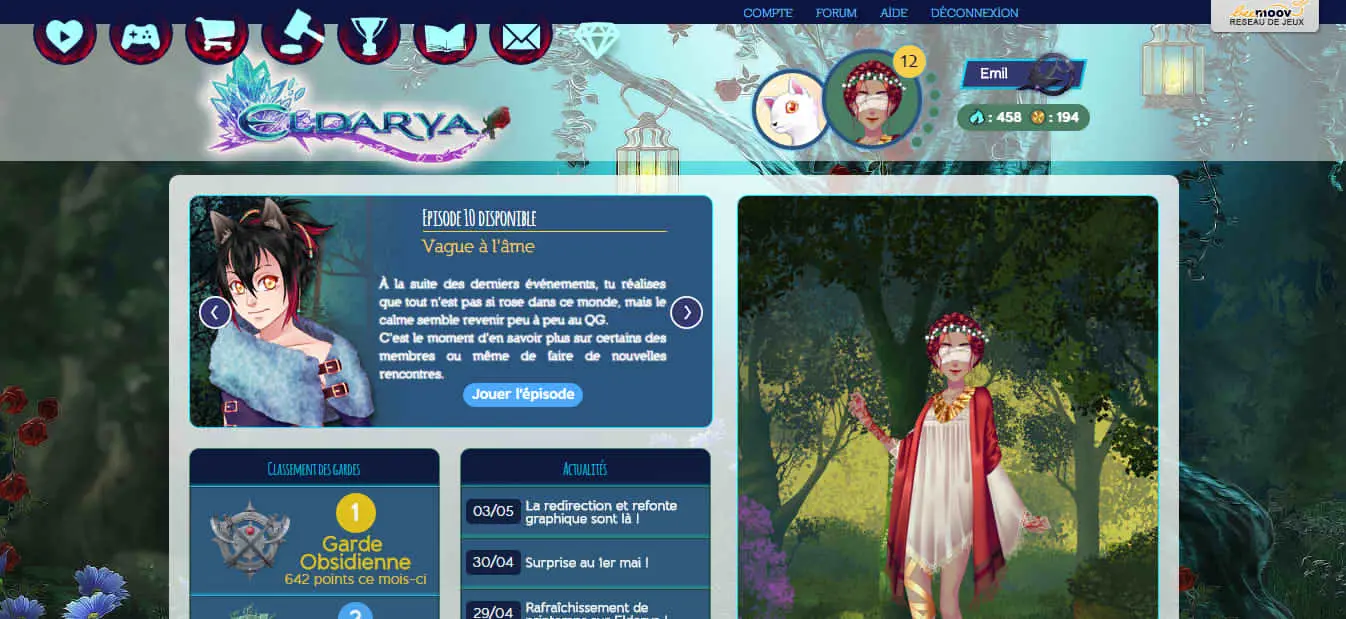 COMPTE FORUM AIDE DÉCONNEXION
beemoov
RESEAU DE JEUX
12
Emil
: 458 : 194
ELDARYA
Episode 10 disponible
Vague à l'âme
À la suite des derniers événements, tu réalises
que tout n'est pas si rose dans ce monde, mais le
calme semble revenir peu à peu au QG.
C'est le moment d'en savoir plus sur certains des
membres ou même de faire de nouvelles
rencontres.
Jouer l'épisode
Classement des gardes
1
Garde
Obsidienne
642 points ce mois-ci
2
Actualités
03/05 La redirection et refonte
graphique sont là !
30/04 Surprise au 1er mai !
29/04 Rafraîchissement de
printemps sur Eldarya !